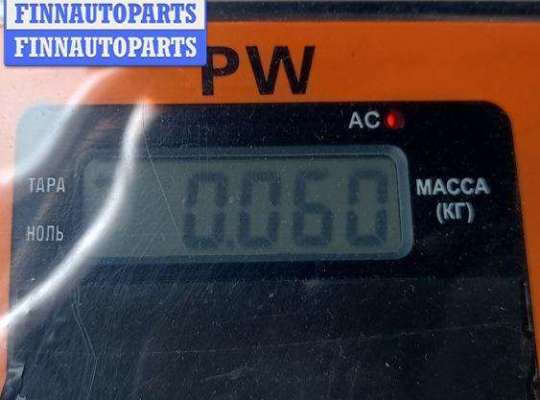 FINNAUTOPARTS
FINNAUTOPARTS
PW
AC
ТАРА
0.060
МАССА
(КГ)
НОЛЬ